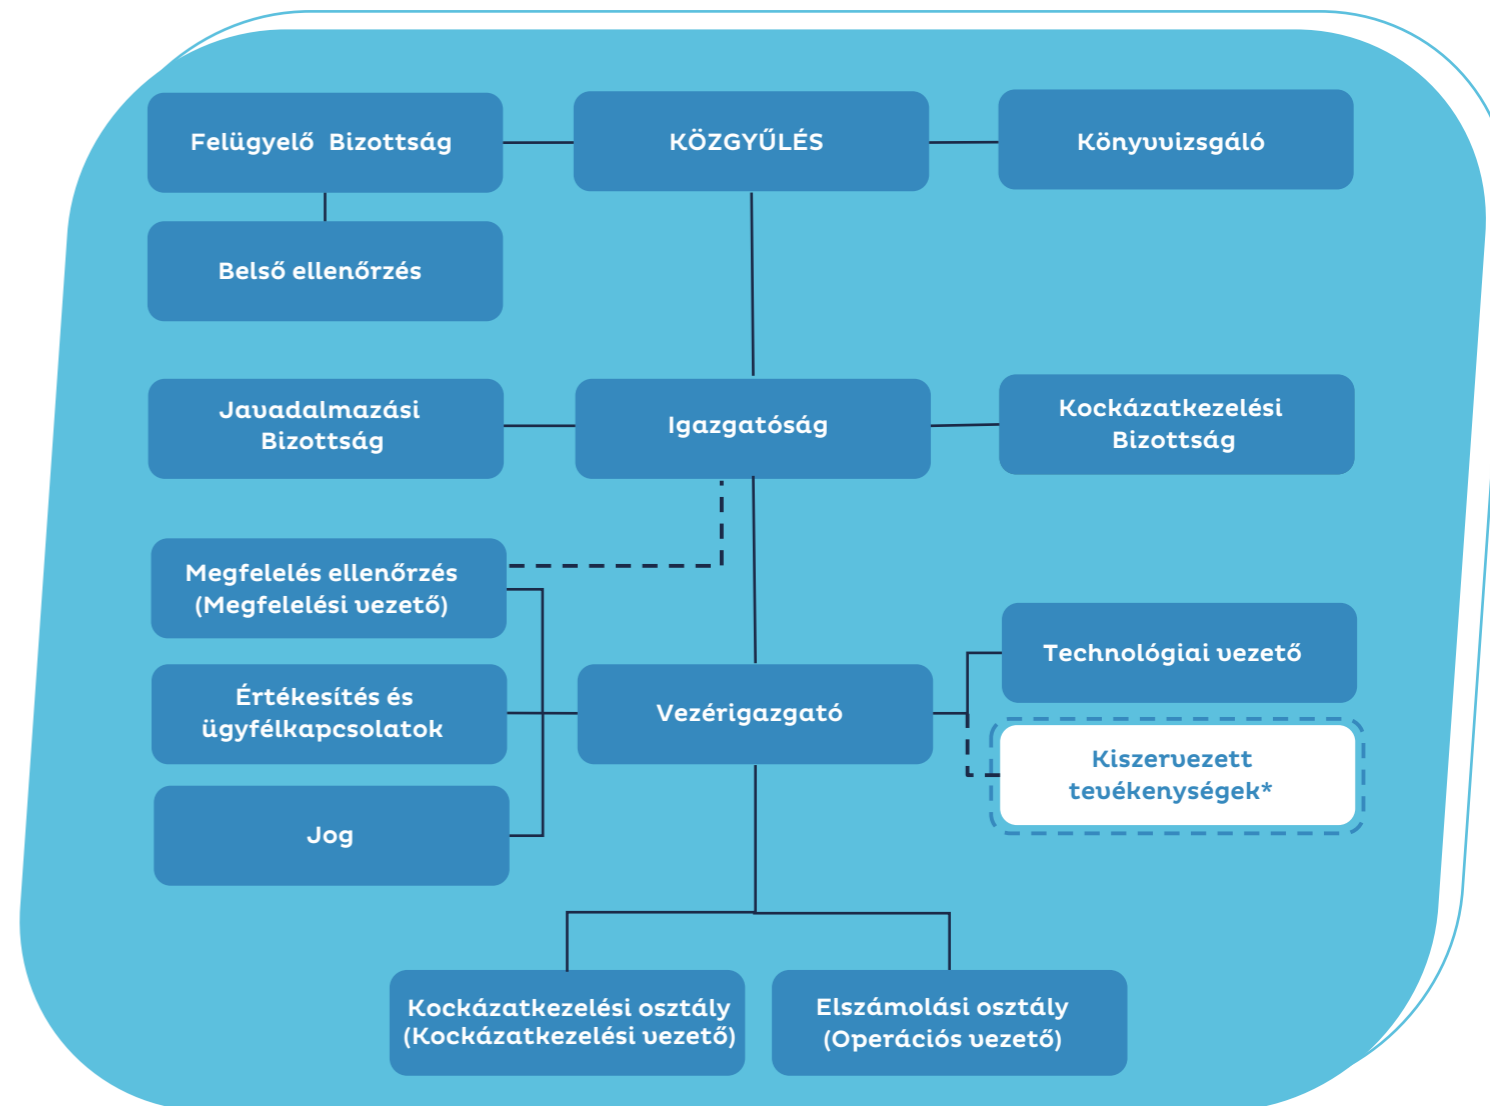 Felügyelő Bizottság
KÖZGYŰLÉS
Könyvvizsgáló
Belső ellenőrzés
Javadalmazási
Bizottság
Igazgatóság
Kockázatkezelési
Bizottság
Megfelelés ellenőrzés
(Megfelelési vezető)
Értékesítés és
ügyfélkapcsolatok
Vezérigazgató
Technológiai vezető
Kiszervezett
tevékenységek*
Jog
Kockázatkezelési osztály
(Kockázatkezelési vezető)
Elszámolási osztály
(Operációs vezető)